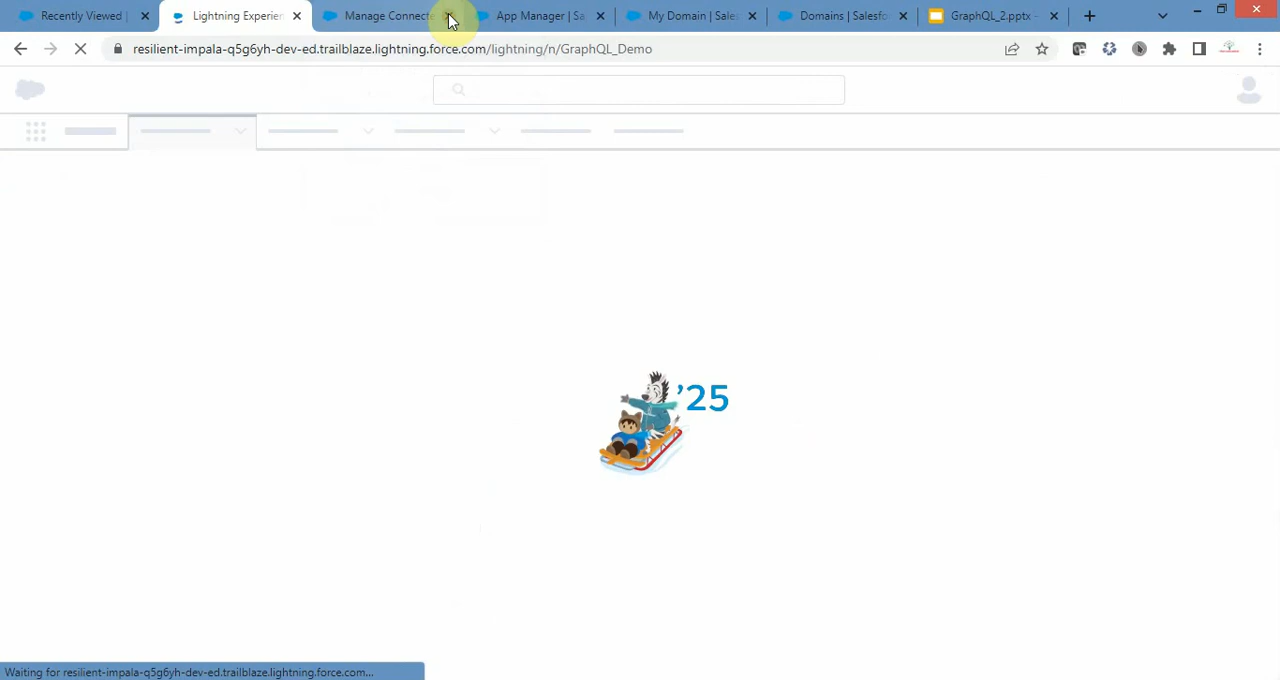 Recently Viewed |
Lightning Experien
Manage Connecte
App Manager | Sa
My Domain | Sales
Domains | Salesfo
GraphQL_2.pptx -
resilient-impala-q5g6yh-dev-ed.trailblaze.lightning.force.com/lightning/n/GraphQL_Demo
’25
Waiting for resilient-impala-q5g6yh-dev-ed.trailblaze.lightning.force.com...